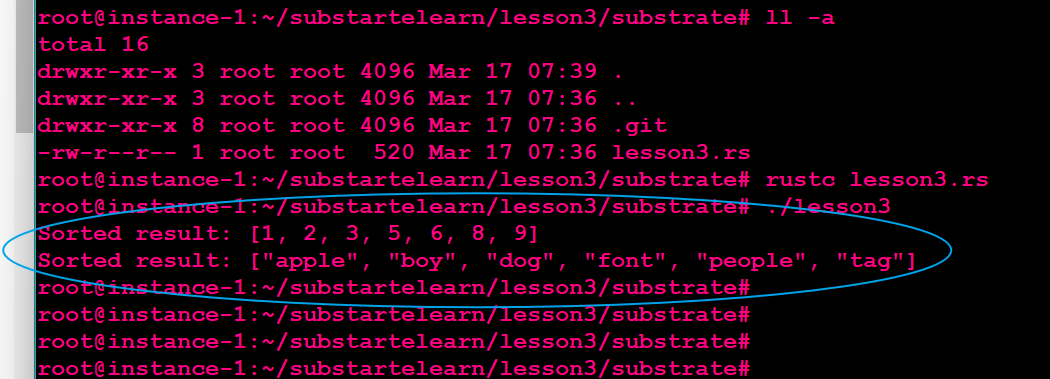 root@instance-1:~/substartelearn/lesson3/substrate# ll -a
total 16
drwxr-xr-x 3 root root 4096 Mar 17 07:39 .
drwxr-xr-x 3 root root 4096 Mar 17 07:36 ..
drwxr-xr-x 8 root root 4096 Mar 17 07:36 .git
-rw-r--r-- 1 root root  520 Mar 17 07:36 lesson3.rs
root@instance-1:~/substartelearn/lesson3/substrate# rustc lesson3.rs
root@instance-1:~/substartelearn/lesson3/substrate# ./lesson3
Sorted result: [1, 2, 3, 5, 6, 8, 9]
Sorted result: ["apple", "boy", "dog", "font", "people", "tag"]
root@instance-1:~/substartelearn/lesson3/substrate#
root@instance-1:~/substartelearn/lesson3/substrate#
root@instance-1:~/substartelearn/lesson3/substrate#
root@instance-1:~/substartelearn/lesson3/substrate#